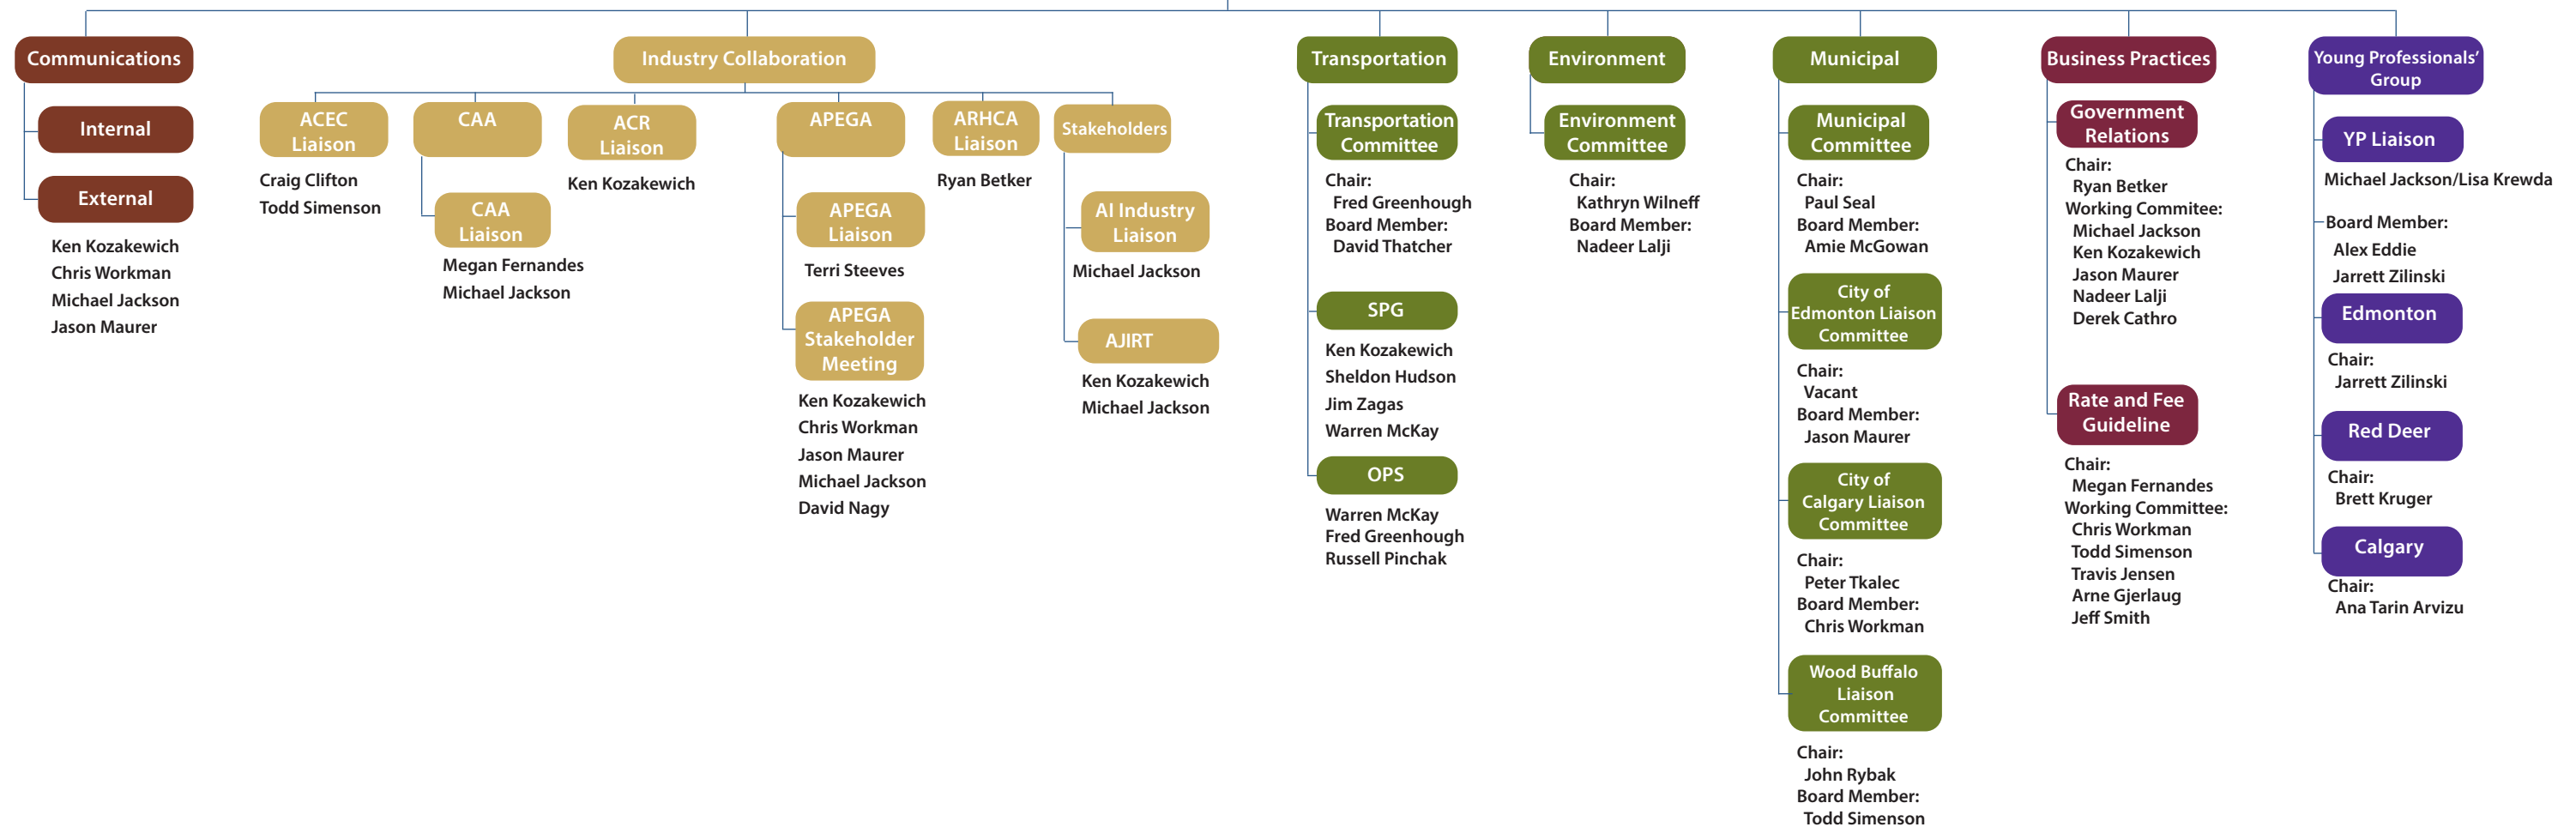 Communications
Internal
External
Ken Kozakewich
Chris Workman
Michael Jackson
Jason Maurer
Industry Collaboration
ACEC
Liaison
Craig Clifton
Todd Simenson
CAA
CAA
Liaison
Megan Fernandes
Michael Jackson
ACR
Liaison
Ken Kozakewich
APEGA
APEGA
Liaison
Terri Steeves
APEGA
Stakeholder
Meeting
Ken Kozakewich
Chris Workman
Jason Maurer
Michael Jackson
David Nagy
ARHCA
Liaison
Ryan Betker
Stakeholders
AI Industry
Liaison
Michael Jackson
AJIRT
Ken Kozakewich
Michael Jackson
Transportation
Transportation
Committee
Chair:
Fred Greenhough
Board Member:
David Thatcher
SPG
Ken Kozakewich
Sheldon Hudson
Jim Zagas
Warren McKay
OPS
Warren McKay
Fred Greenhough
Russell Pinchak
Environment
Environment
Committee
Chair:
Kathryn Wilneff
Board Member:
Nadeer Lalji
Municipal
Municipal
Committee
Chair:
Paul Seal
Board Member:
Amie McGowan
City of
Edmonton Liaison
Committee
Chair:
Vacant
Board Member:
Jason Maurer
City of
Calgary Liaison
Committee
Chair:
Peter Tkalec
Board Member:
Chris Workman
Wood Buffalo
Liaison
Committee
Chair:
John Rybak
Board Member:
Todd Simenson
Business Practices
Government
Relations
Chair:
Ryan Betker
Working Commitee:
Michael Jackson
Ken Kozakewich
Jason Maurer
Nadeer Lalji
Derek Cathro
Rate and Fee
Guideline
Chair:
Megan Fernandes
Working Committee:
Chris Workman
Todd Simenson
Travis Jensen
Arne Gjerlaug
Jeff Smith
Young Professionals'
Group
YP Liaison
Michael Jackson/Lisa Krewda
Board Member:
Alex Eddie
Jarrett Zilinski
Edmonton
Chair:
Jarrett Zilinski
Red Deer
Chair:
Brett Kruger
Calgary
Chair:
Ana Tarin Arvizu